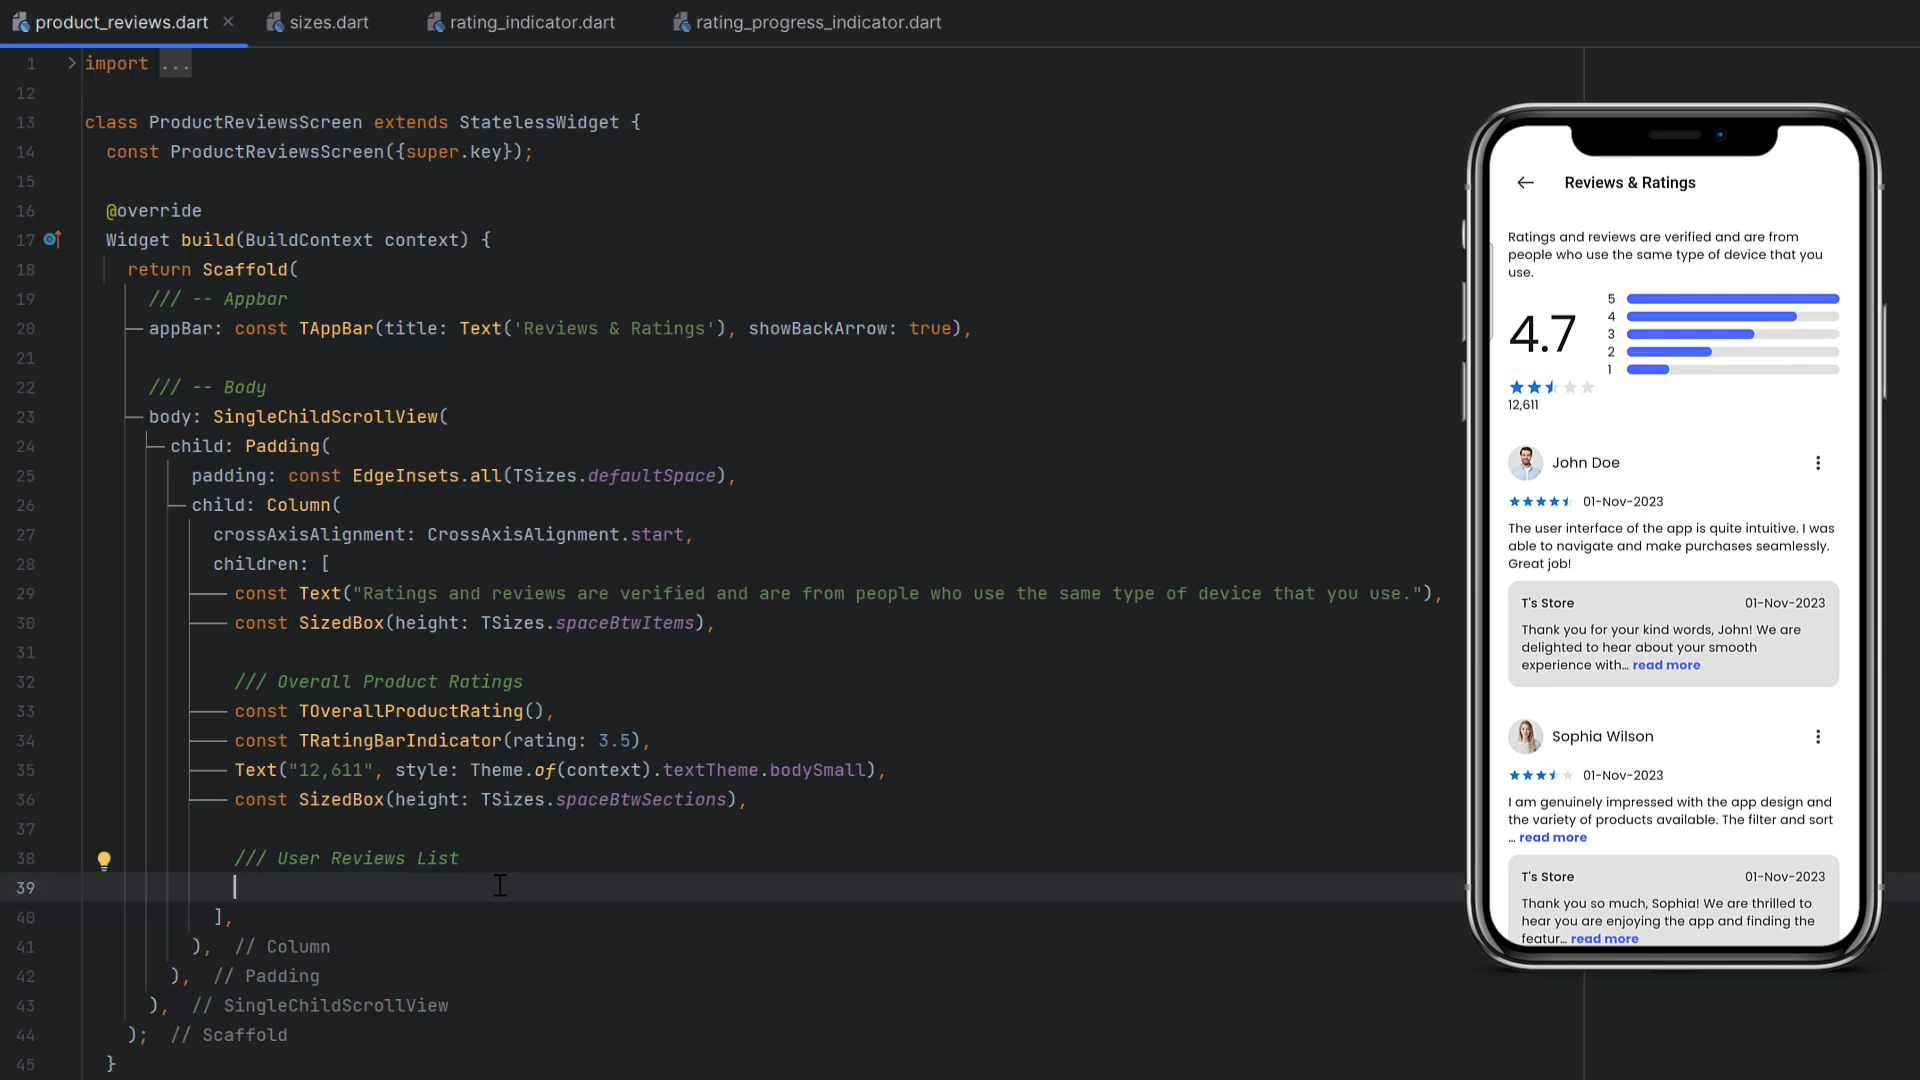 product_reviews.dart
sizes.dart
rating_indicator.dart
rating_progress_indicator.dart
1 import ...
12
13 class ProductReviewsScreen extends StatelessWidget {
14 const ProductReviewsScreen({super.key});
15
16 @override
17 Widget build(BuildContext context) {
18 return Scaffold(
19 /// -- Appbar
20 appBar: const TAppBar(title: Text('Reviews & Ratings'), showBackArrow: true),
21
22 /// -- Body
23 body: SingleChildScrollView(
24 child: Padding(
25 padding: const EdgeInsets.all(TSizes.defaultSpace),
26 child: Column(
27 crossAxisAlignment: CrossAxisAlignment.start,
28 children: [
29 const Text("Ratings and reviews are verified and are from people who use the same type of device that you use."),
30 const SizedBox(height: TSizes.spaceBtwItems),
31
32 /// Overall Product Ratings
33 const TOverallProductRating(),
34 const TRatingBarIndicator(rating: 3.5),
35 Text("12,611", style: Theme.of(context).textTheme.bodySmall),
36 const SizedBox(height: TSizes.spaceBtwSections),
37
38 /// User Reviews List
39
40 ],
41 ), // Column
42 ), // Padding
43 ), // SingleChildScrollView
44 ); // Scaffold
45 }
Reviews & Ratings
Ratings and reviews are verified and are from
people who use the same type of device that you
use.
4.7
5
4
3
2
1
12,611
John Doe
01-Nov-2023
The user interface of the app is quite intuitive. I was
able to navigate and make purchases seamlessly.
Great job!
T's Store 01-Nov-2023
Thank you for your kind words, John! We are
delighted to hear about your smooth
experience with... read more
Sophia Wilson
01-Nov-2023
I am genuinely impressed with the app design and
the variety of products available. The filter and sort
... read more
T's Store 01-Nov-2023
Thank you so much, Sophia! We are thrilled to
hear you are enjoying the app and finding the
featur... read more